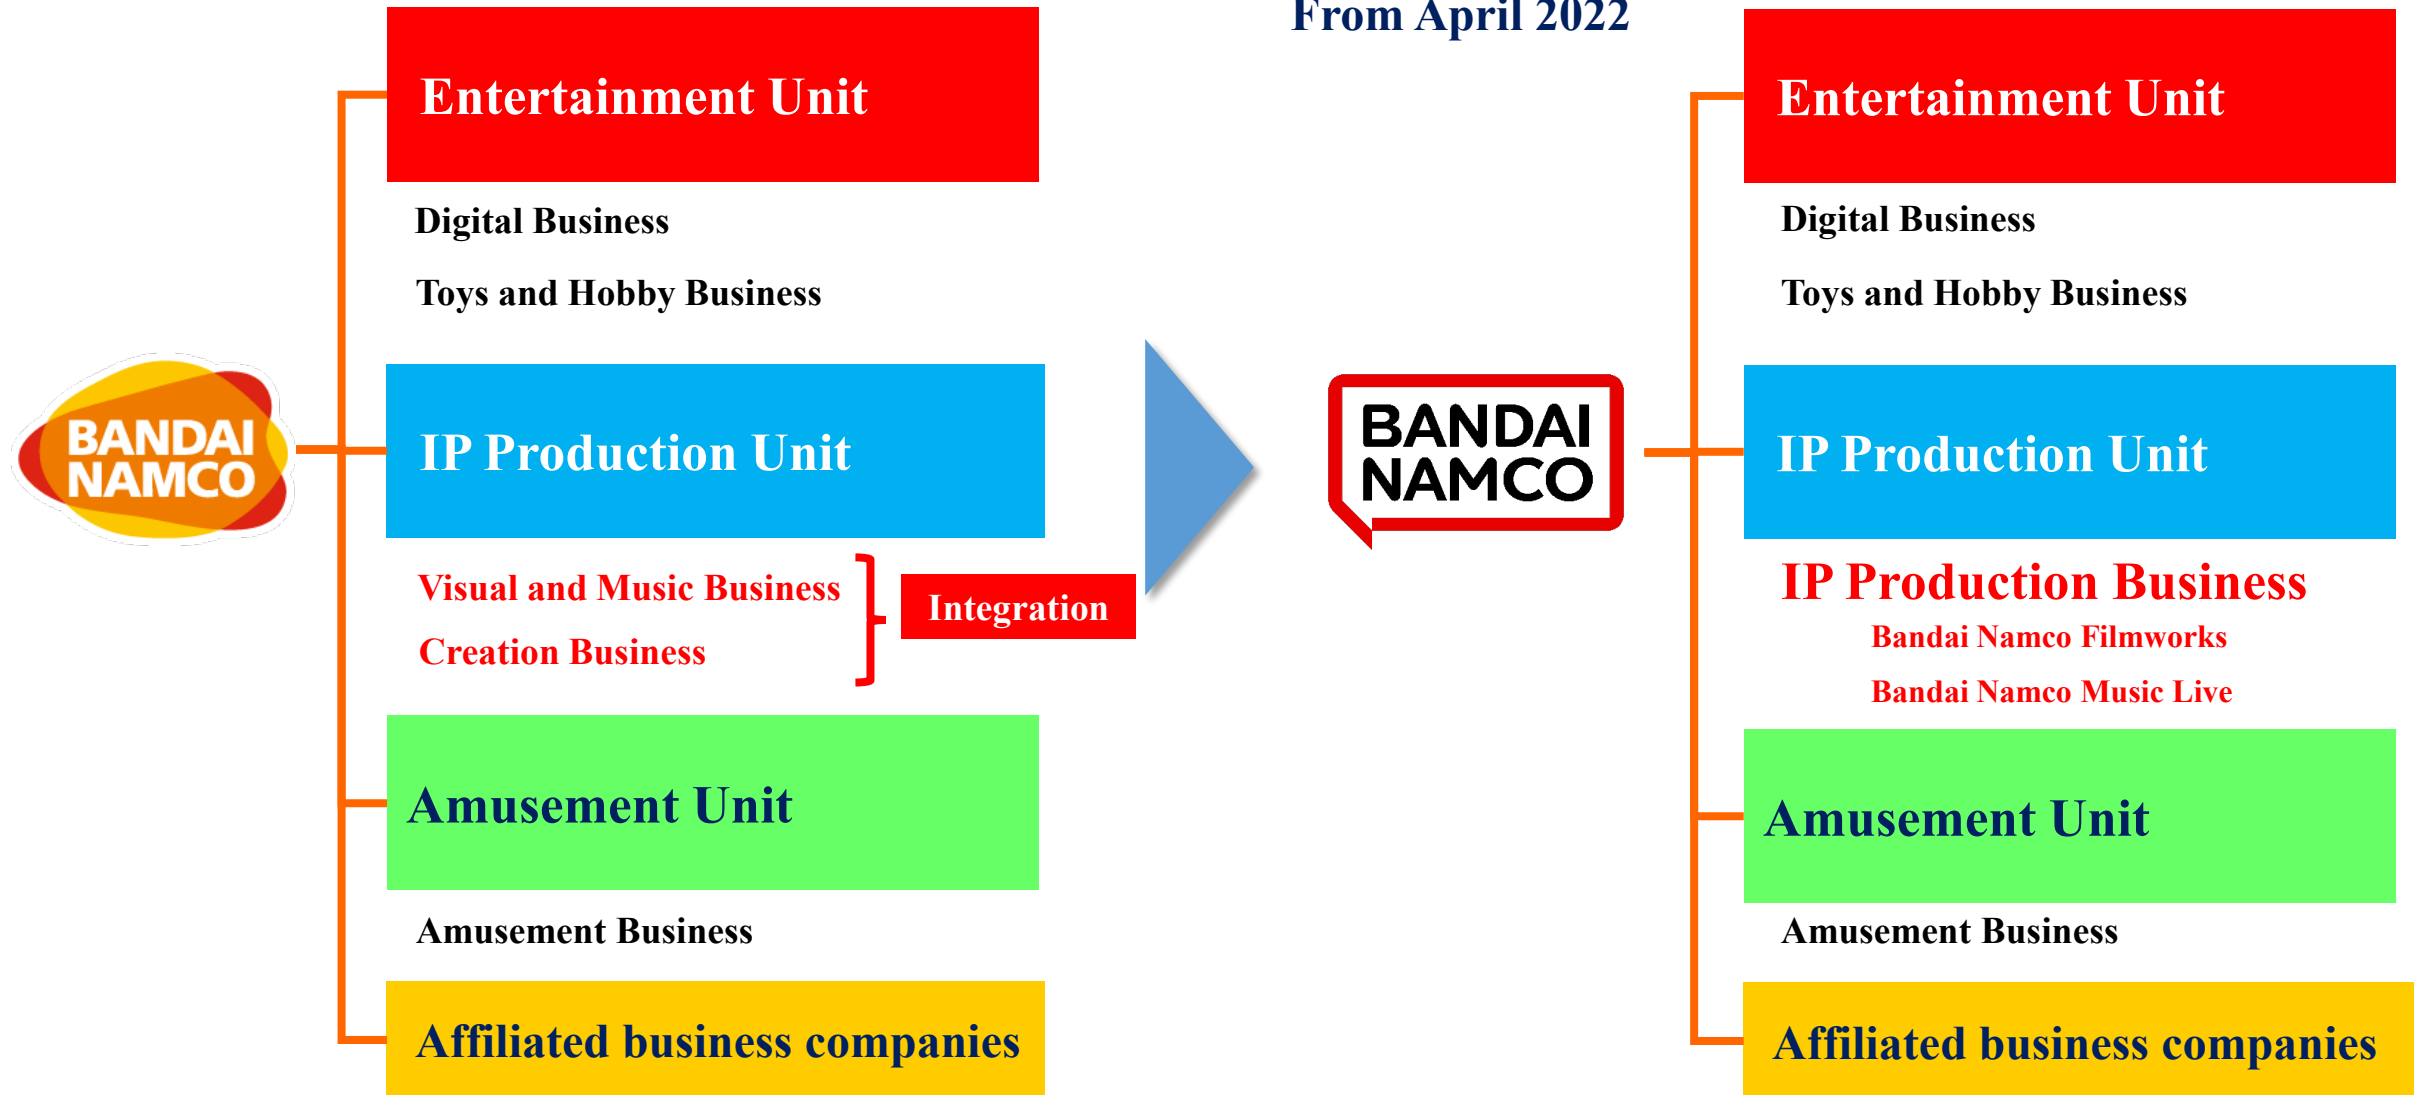 From April 2022
Entertainment Unit
Digital Business
Toys and Hobby Business
BANDAI
NAMCO
IP Production Unit
Visual and Music Business
Creation Business
Integration
Amusement Unit
Amusement Business
Affiliated business companies
BANDAI
NAMCO
Entertainment Unit
Digital Business
Toys and Hobby Business
IP Production Unit
IP Production Business
Bandai Namco Filmworks
Bandai Namco Music Live
Amusement Unit
Amusement Business
Affiliated business companies